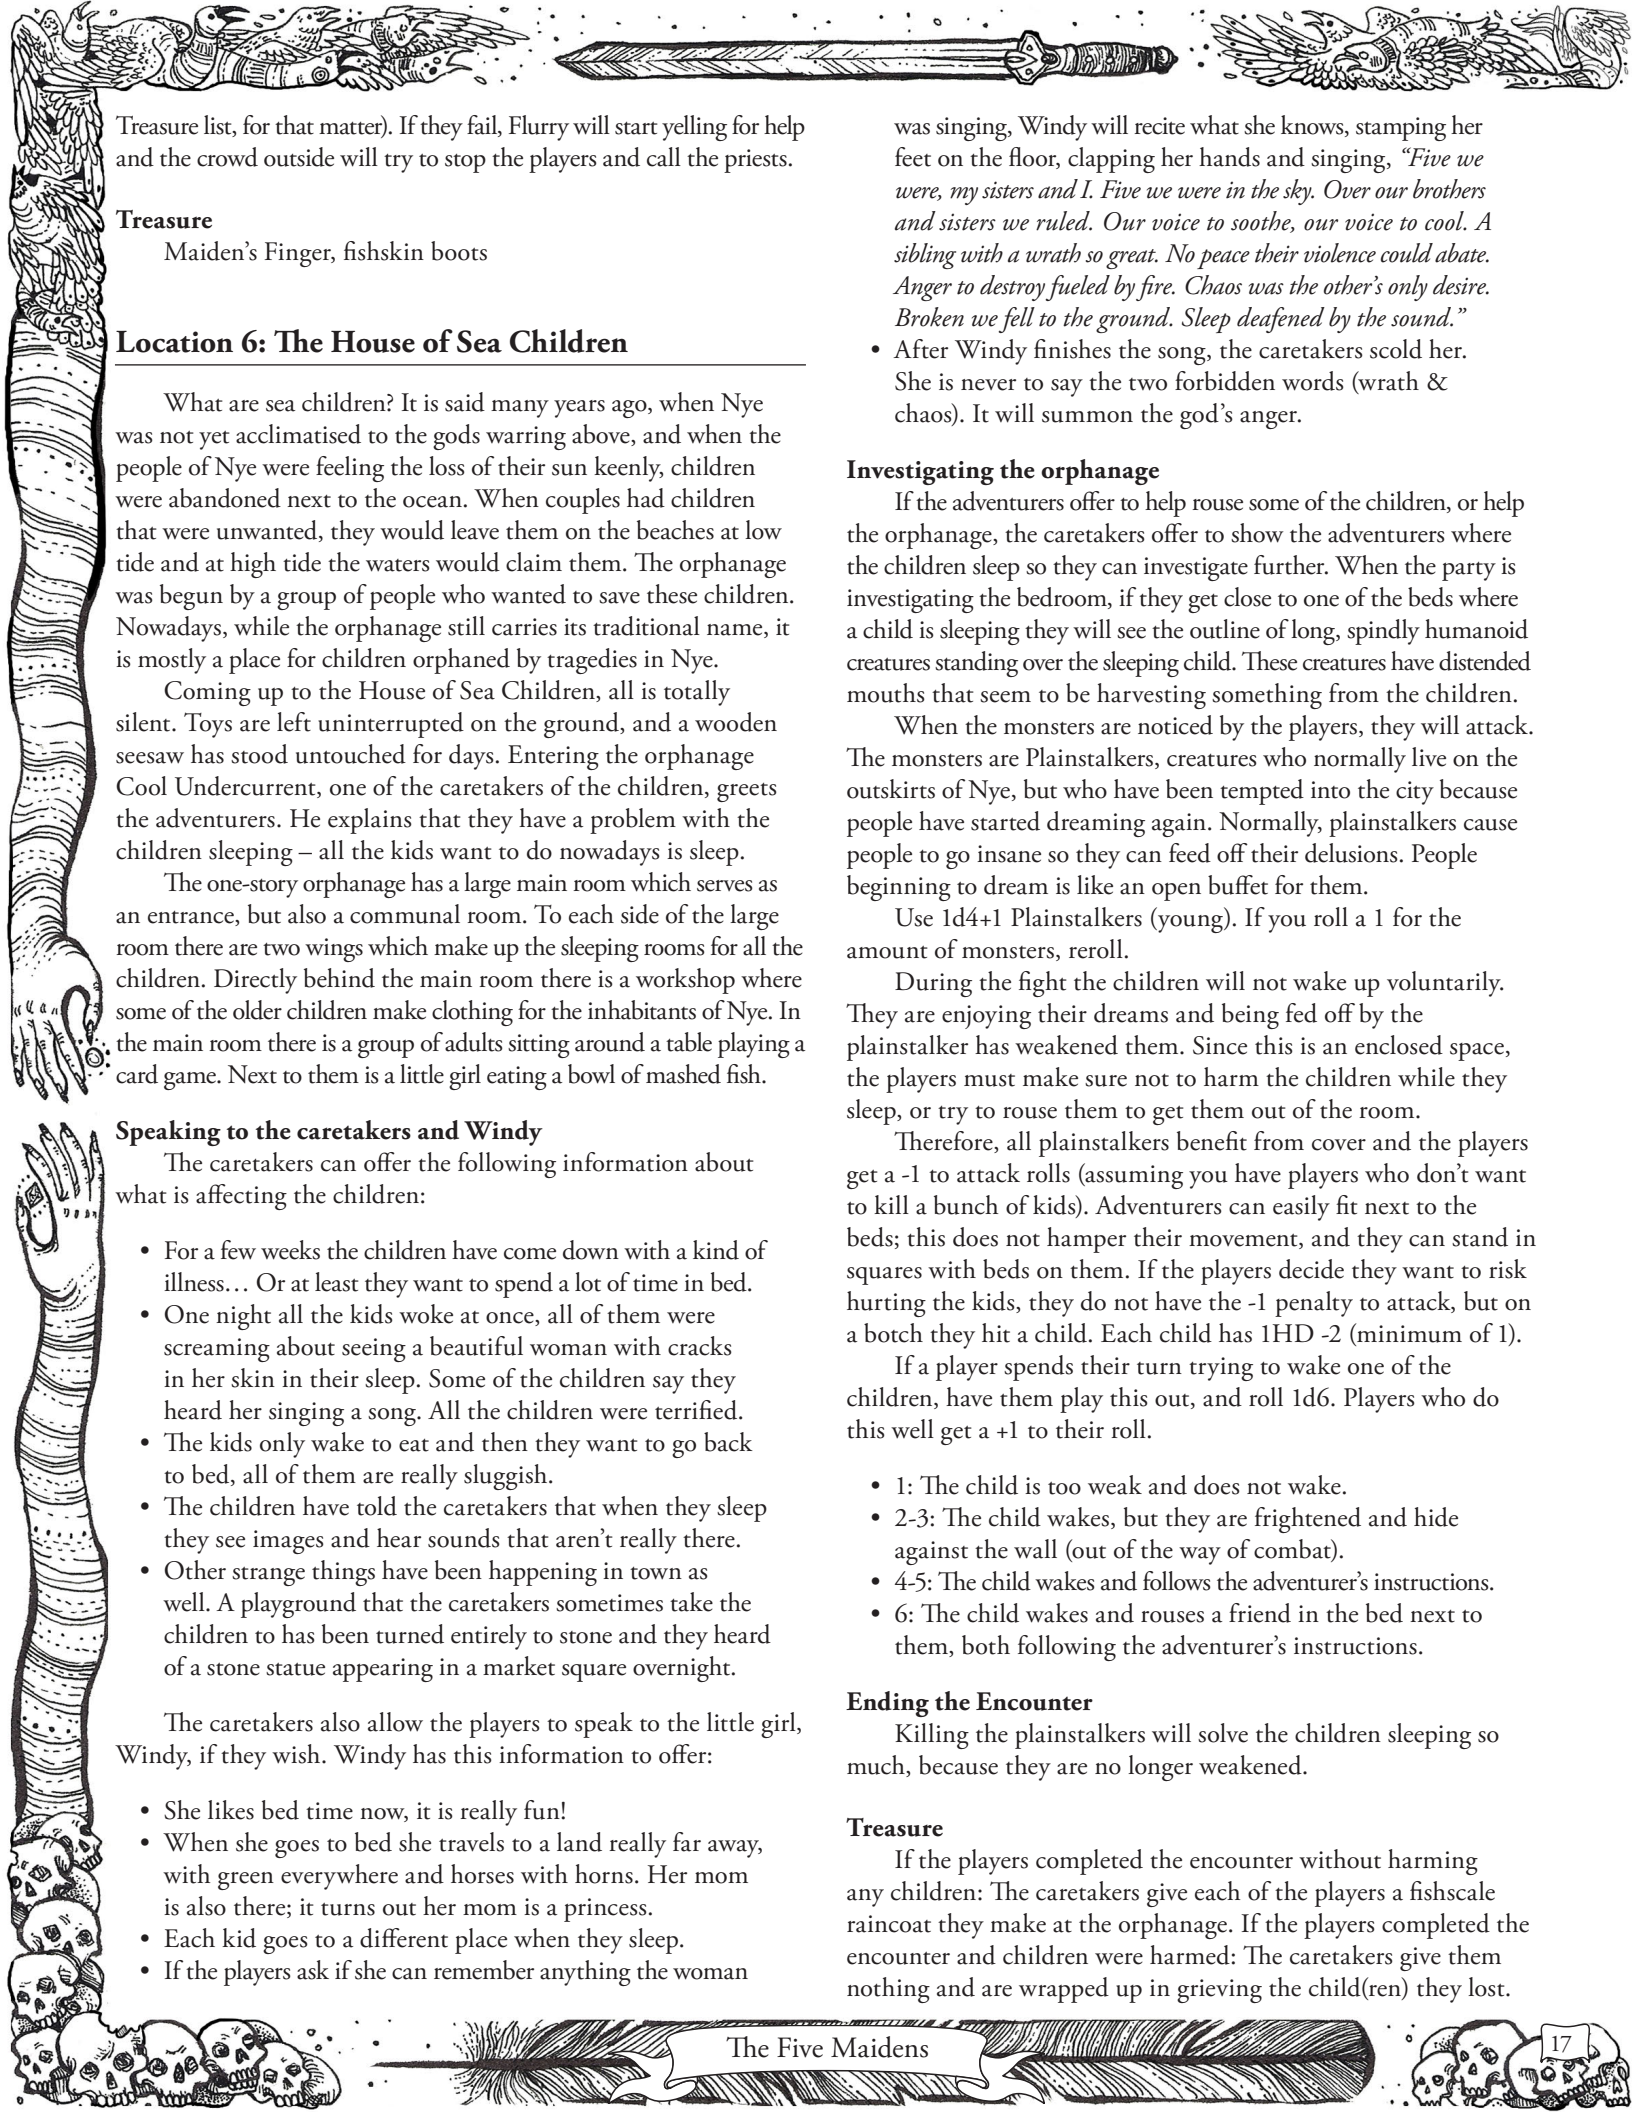 Treasure list, for that matter). If they fail, Flurry will start yelling for help
and the crowd outside will try to stop the players and call the priests.
Treasure
Maiden's Finger, fishskin boots
Location 6: The House of Sea Children
What are sea children? It is said many years ago, when Nye
was not yet acclimatised to the gods warring above, and when the
people of Nye were feeling the loss of their sun keenly, children
were abandoned next to the ocean. When couples had children
that were unwanted, they would leave them on the beaches at low
tide and at high tide the waters would claim them. The orphanage
was begun by a group of people who wanted to save these children.
Nowadays, while the orphanage still carries its traditional name, it
is mostly a place for children orphaned by tragedies in Nye.
Coming up to the House of Sea Children, all is totally
silent. Toys are left uninterrupted on the ground, and a wooden
seesaw has stood untouched for days. Entering the orphanage
Cool Undercurrent, one of the caretakers of the children, greets
the adventurers. He explains that they have a problem with the
children sleeping – all the kids want to do nowadays is sleep.
The one-story orphanage has a large main room which serves as
an entrance, but also a communal room. To each side of the large
room there are two wings which make up the sleeping rooms for all the
children. Directly behind the main room there is a workshop where
some of the older children make clothing for the inhabitants of Nye. In
the main room there is a group of adults sitting around a table playing a
card game. Next to them is a little girl eating a bowl of mashed fish.
Speaking to the caretakers and Windy
The caretakers can offer the following information about
what is affecting the children:
• For a few weeks the children have come down with a kind of
illness… Or at least they want to spend a lot of time in bed.
• One night all the kids woke at once, all of them were
screaming about seeing a beautiful woman with cracks
in her skin in their sleep. Some of the children say they
heard her singing a song. All the children were terrified.
• The kids only wake to eat and then they want to go back
to bed, all of them are really sluggish.
• The children have told the caretakers that when they sleep
they see images and hear sounds that aren't really there.
• Other strange things have been happening in town as
well. A playground that the caretakers sometimes take the
children to has been turned entirely to stone and they heard
of a stone statue appearing in a market square overnight.
The caretakers also allow the players to speak to the little girl,
Windy, if they wish. Windy has this information to offer:
• She likes bed time now, it is really fun!
• When she goes to bed she travels to a land really far away,
with green everywhere and horses with horns. Her mom
is also there; it turns out her mom is a princess.
• Each kid goes to a different place when they sleep.
• If the players ask if she can remember anything the woman
was singing, Windy will recite what she knows, stamping her
feet on the floor, clapping her hands and singing, “Five we
were, my sisters and I. Five we were in the sky. Over our brothers
and sisters we ruled. Our voice to soothe, our voice to cool. A
sibling with a wrath so great. No peace their violence could abate.
Anger to destroy fueled by fire. Chaos was the other's only desire.
Broken we fell to the ground. Sleep deafened by the sound.”
• After Windy finishes the song, the caretakers scold her.
She is never to say the two forbidden words (wrath &
chaos). It will summon the god's anger.
Investigating the orphanage
If the adventurers offer to help rouse some of the children, or help
the orphanage, the caretakers offer to show the adventurers where
the children sleep so they can investigate further. When the party is
investigating the bedroom, if they get close to one of the beds where
a child is sleeping they will see the outline of long, spindly humanoid
creatures standing over the sleeping child. These creatures have distended
mouths that seem to be harvesting something from the children.
When the monsters are noticed by the players, they will attack.
The monsters are Plainstalkers, creatures who normally live on the
outskirts of Nye, but who have been tempted into the city because
people have started dreaming again. Normally, plainstalkers cause
people to go insane so they can feed off their delusions. People
beginning to dream is like an open buffet for them.
Use 1d4+1 Plainstalkers (young). If you roll a 1 for the
amount of monsters, reroll.
During the fight the children will not wake up voluntarily.
They are enjoying their dreams and being fed off by the
plainstalker has weakened them. Since this is an enclosed space,
the players must make sure not to harm the children while they
sleep, or try to rouse them to get them out of the room.
Therefore, all plainstalkers benefit from cover and the players
get a -1 to attack rolls (assuming you have players who don't want
to kill a bunch of kids). Adventurers can easily fit next to the
beds; this does not hamper their movement, and they can stand in
squares with beds on them. If the players decide they want to risk
hurting the kids, they do not have the -1 penalty to attack, but on
a botch they hit a child. Each child has 1HD -2 (minimum of 1).
If a player spends their turn trying to wake one of the
children, have them play this out, and roll 1d6. Players who do
this well get a +1 to their roll.
• 1: The child is too weak and does not wake.
• 2-3: The child wakes, but they are frightened and hide
against the wall (out of the way of combat).
• 4-5: The child wakes and follows the adventurer's instructions.
• 6: The child wakes and rouses a friend in the bed next to
them, both following the adventurer's instructions.
Ending the Encounter
Killing the plainstalkers will solve the children sleeping so
much, because they are no longer weakened.
Treasure
If the players completed the encounter without harming
any children: The caretakers give each of the players a fishscale
raincoat they make at the orphanage. If the players completed the
encounter and children were harmed: The caretakers give them
nothing and are wrapped up in grieving the child(ren) they lost.
The Five Maidens
17